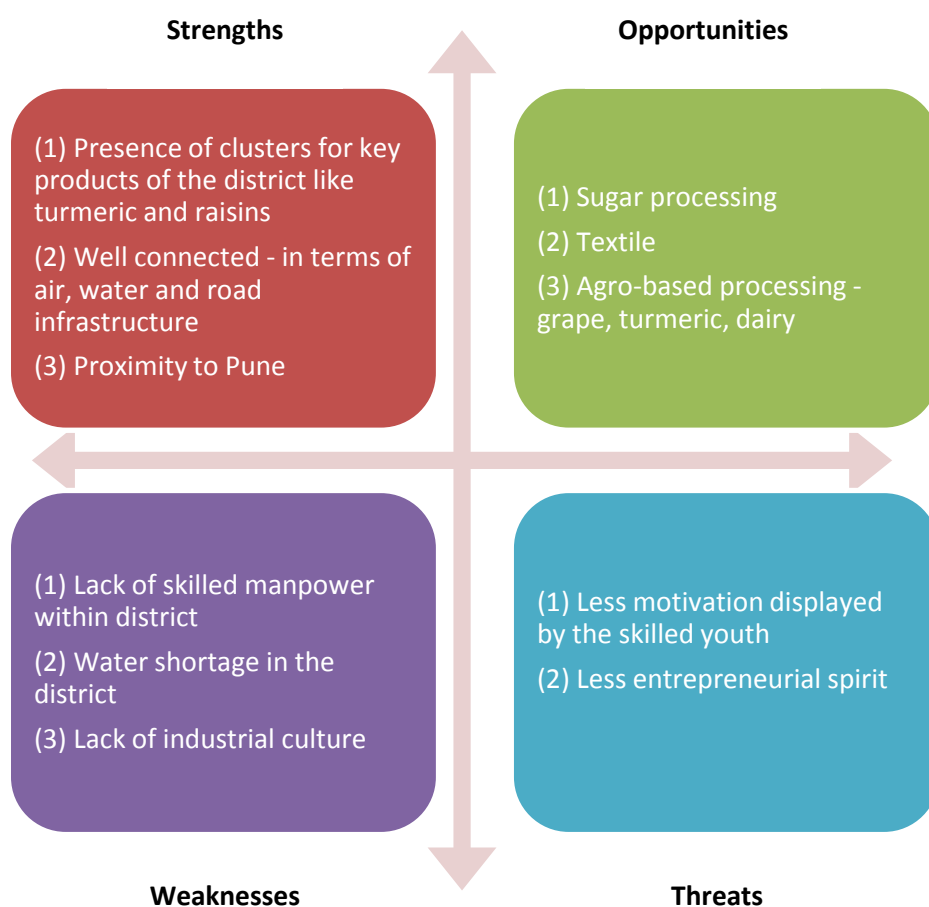 Strengths
Opportunities
(1) Presence of clusters for key
products of the district like
turmeric and raisins
(2) Well connected - in terms of
air, water and road
infrastructure
(3) Proximity to Pune
(1) Sugar processing
(2) Textile
(3) Agro-based processing -
grape, turmeric, dairy
(1) Lack of skilled manpower
within district
(2) Water shortage in the
district
(3) Lack of industrial culture
(1) Less motivation displayed
by the skilled youth
(2) Less entrepreneurial spirit
Weaknesses
Threats